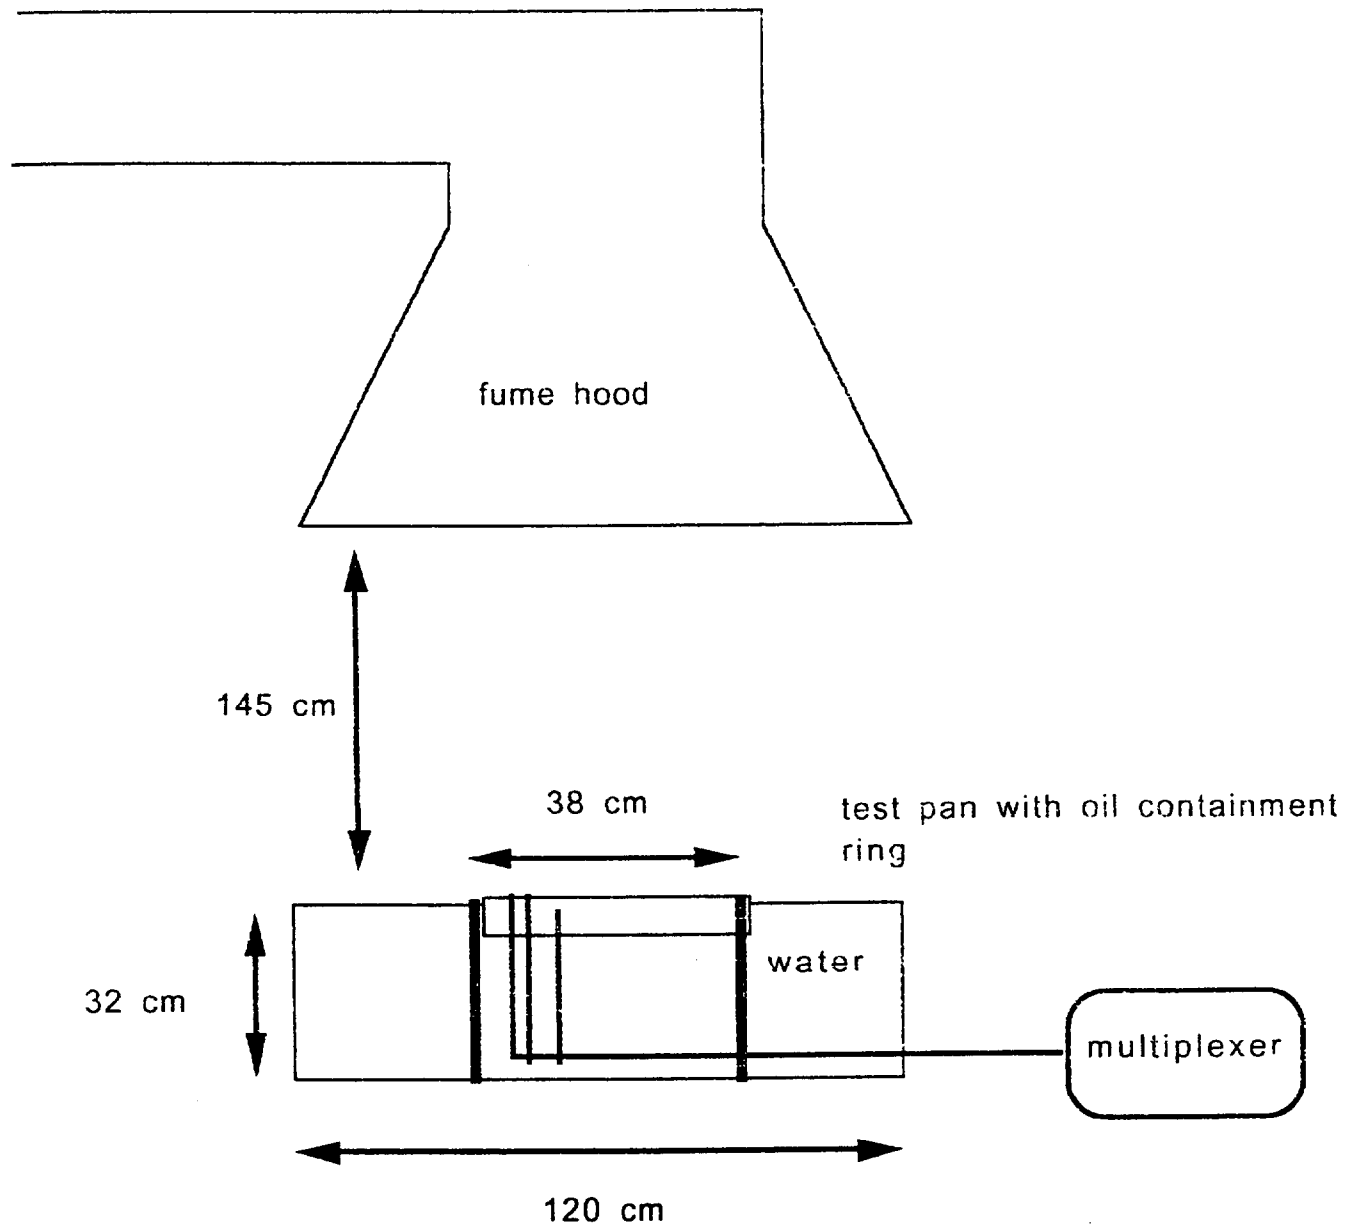 fume hood
145 cm
38 cm
test pan with oil containment
ring
water
32 cm
multiplexer
120 cm